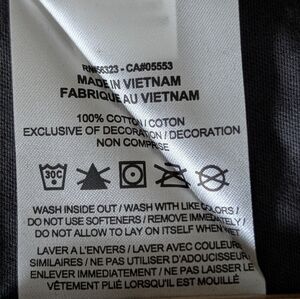 RN#56323 - CA#05553
MADE IN VIETNAM
FABRIQUE AU VIETNAM
100% COTTON / COTON
EXCLUSIVE OF DECORATION / DECORATION
NON COMPRISE
30C
WASH INSIDE OUT / WASH WITH LIKE COLORS /
DO NOT USE SOFTENERS / REMOVE IMMEDIATELY /
DO NOT ALLOW TO LAY ON ITSELF WHEN WET
LAVER A L'ENVERS / LAVER AVEC COULEURS
SIMILAIRES / NE PAS UTILISER D'ADOUCISSEUR
ENLEVER IMMEDIATEMENT / NE PAS LAISSER LE
VÊTEMENT PLIÉ LORSQU'IL EST MOUILLÉ